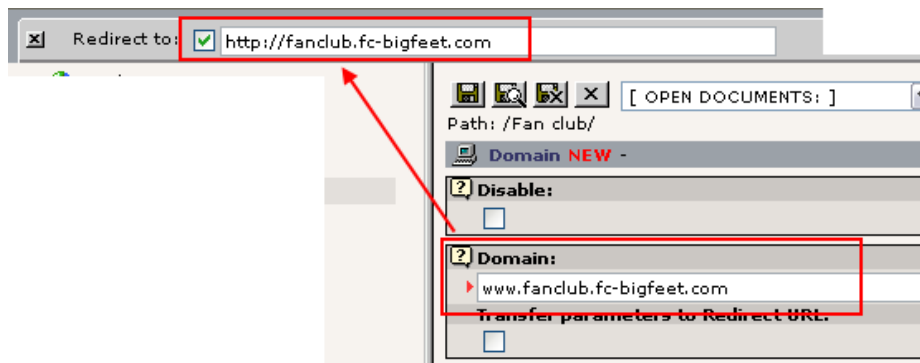 Redirect to: http://fanclub.fc-bigfeet.com
[ OPEN DOCUMENTS: ]
Path: /Fan club/
Domain NEW -
Disable:
Domain:
www.fanclub.fc-bigfeet.com
Transfer parameters to Redirect URL: